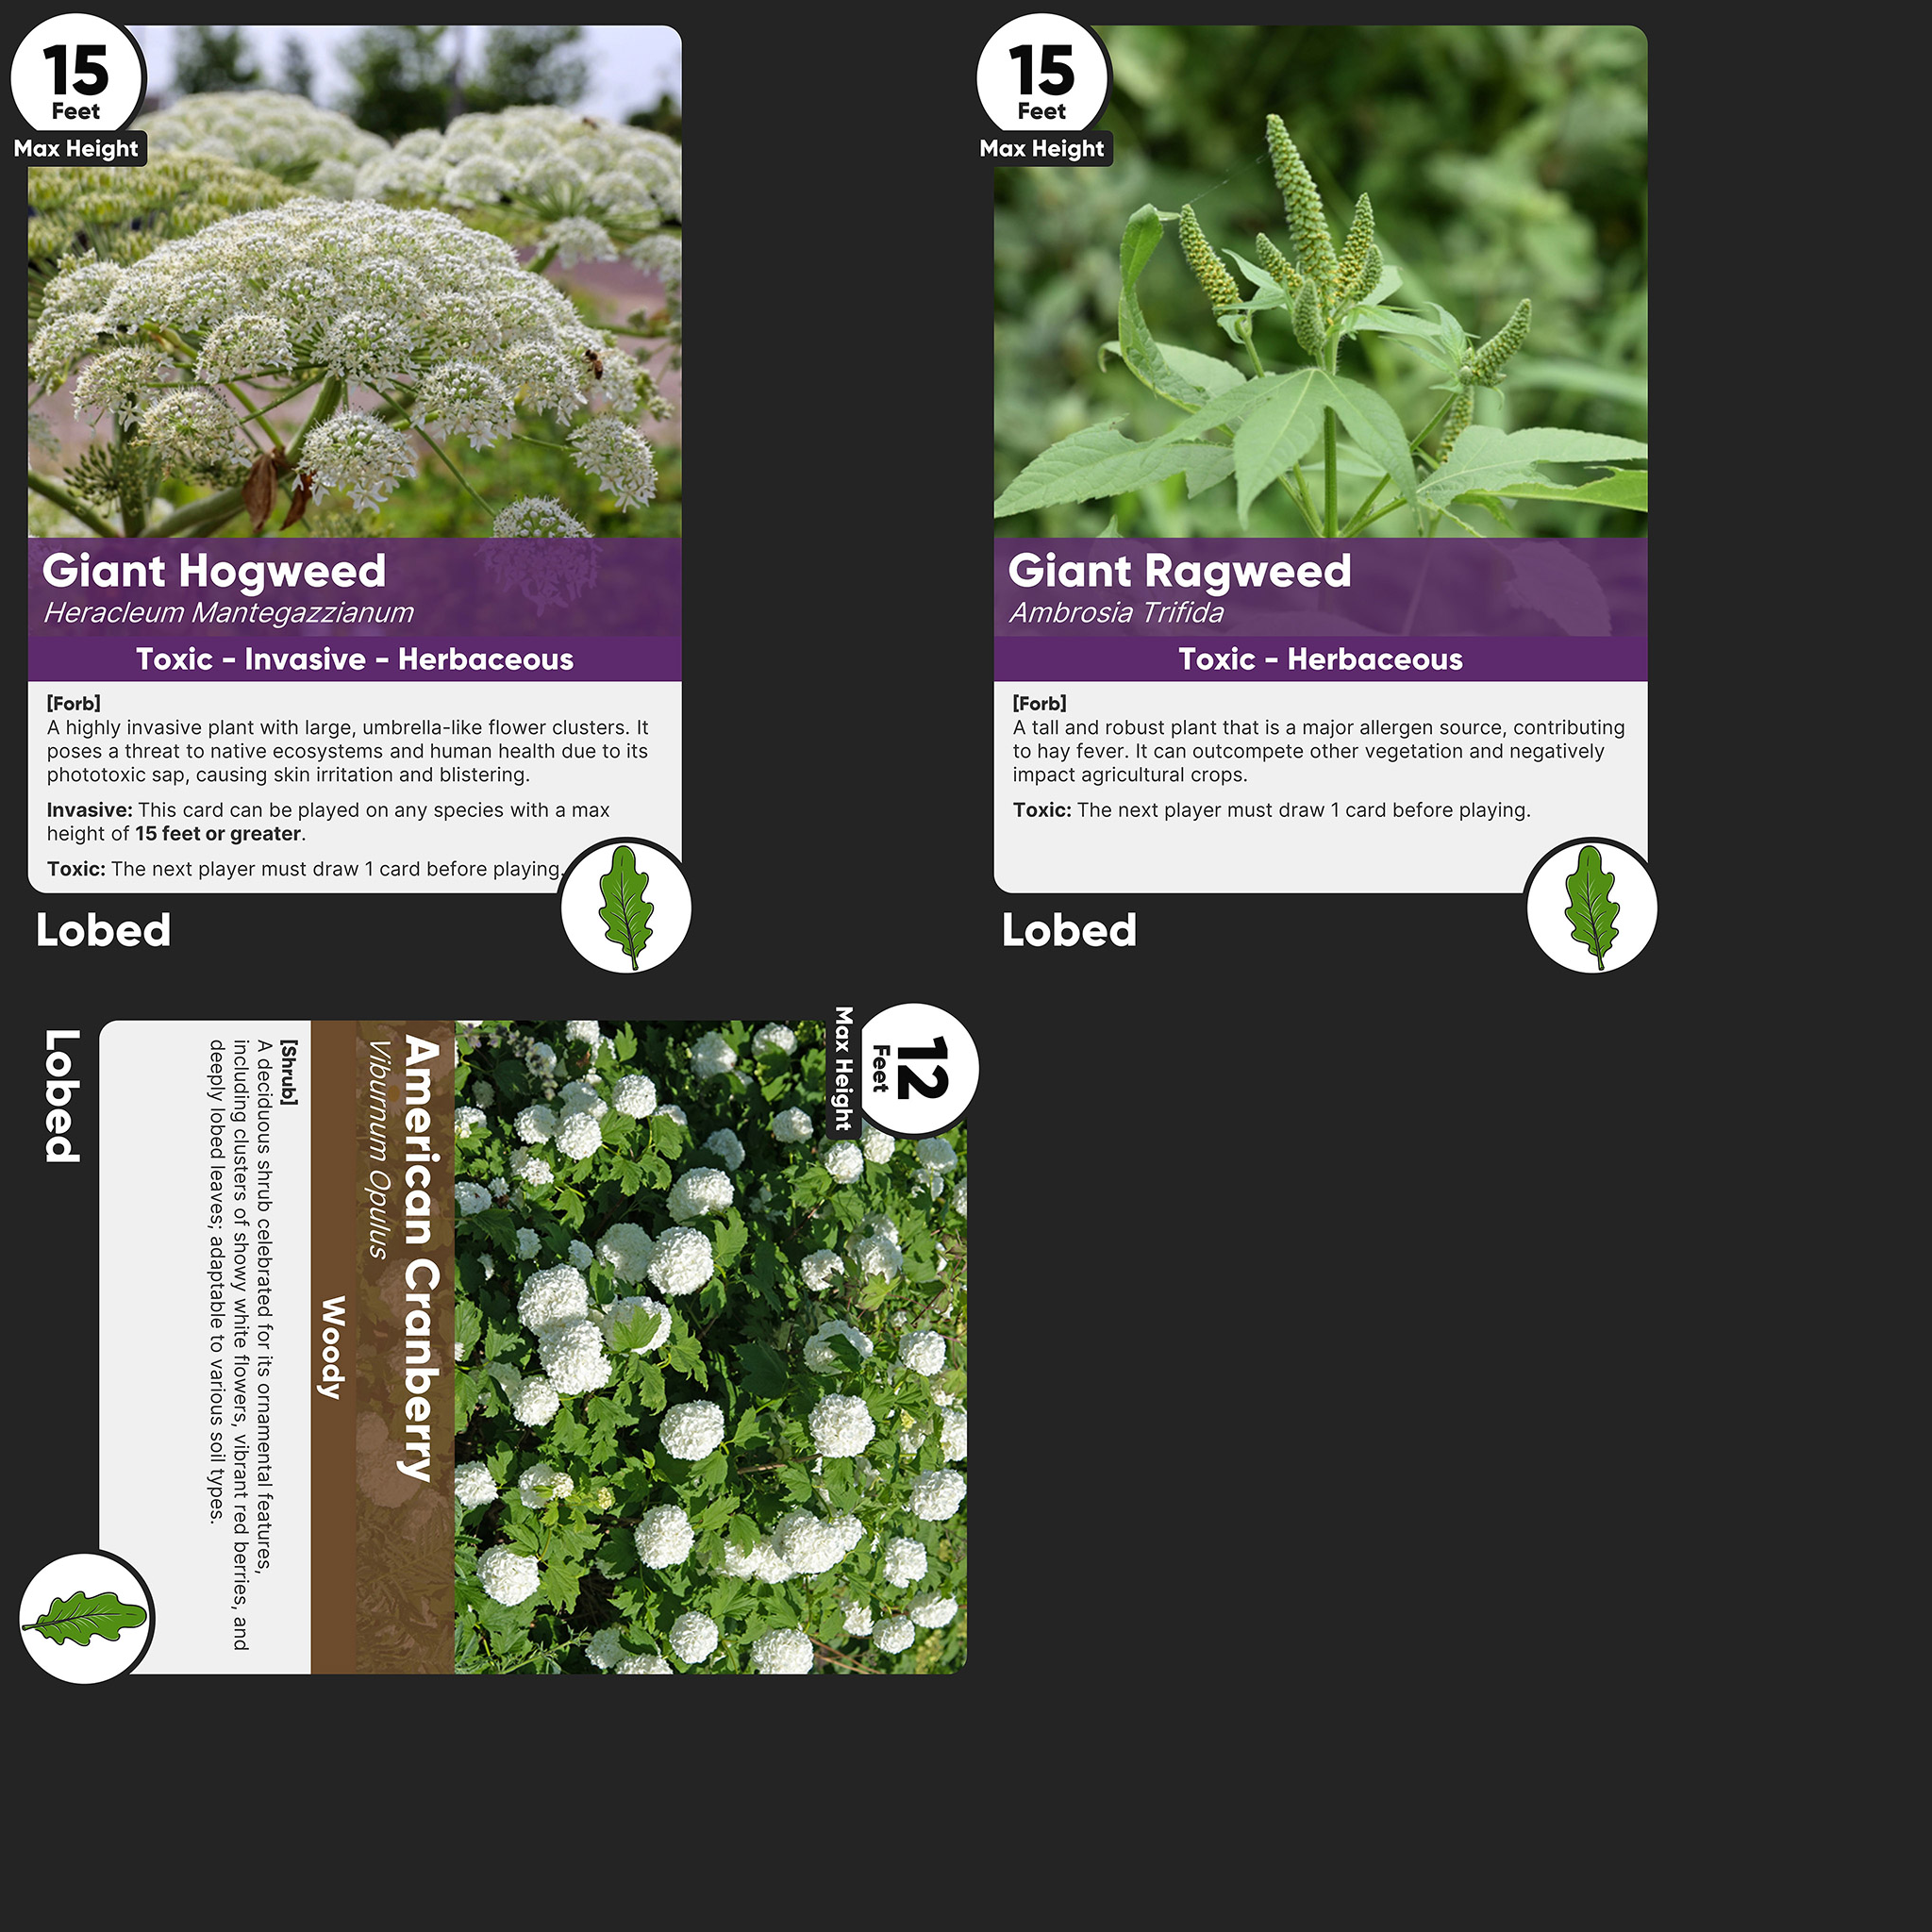 15
Feet
Max Height
Giant Hogweed
Heracleum Mantegazzianum
Toxic - Invasive - Herbaceous
[Forb]
A highly invasive plant with large, umbrella-like flower clusters. It
poses a threat to native ecosystems and human health due to its
phototoxic sap, causing skin irritation and blistering.
Invasive: This card can be played on any species with a max
height of 15 feet or greater.
Toxic: The next player must draw 1 card before playing.
Lobed
15
Feet
Max Height
Giant Ragweed
Ambrosia Trifida
Toxic - Herbaceous
[Forb]
A tall and robust plant that is a major allergen source, contributing
to hay fever. It can outcompete other vegetation and negatively
impact agricultural crops.
Toxic: The next player must draw 1 card before playing.
Lobed
12
Feet
Max Height
American Cranberry
Viburnum Opulus
Woody
[Shrub]
A deciduous shrub celebrated for its ornamental features,
including clusters of showy white flowers, vibrant red berries, and
deeply lobed leaves; adaptable to various soil types.
Lobed